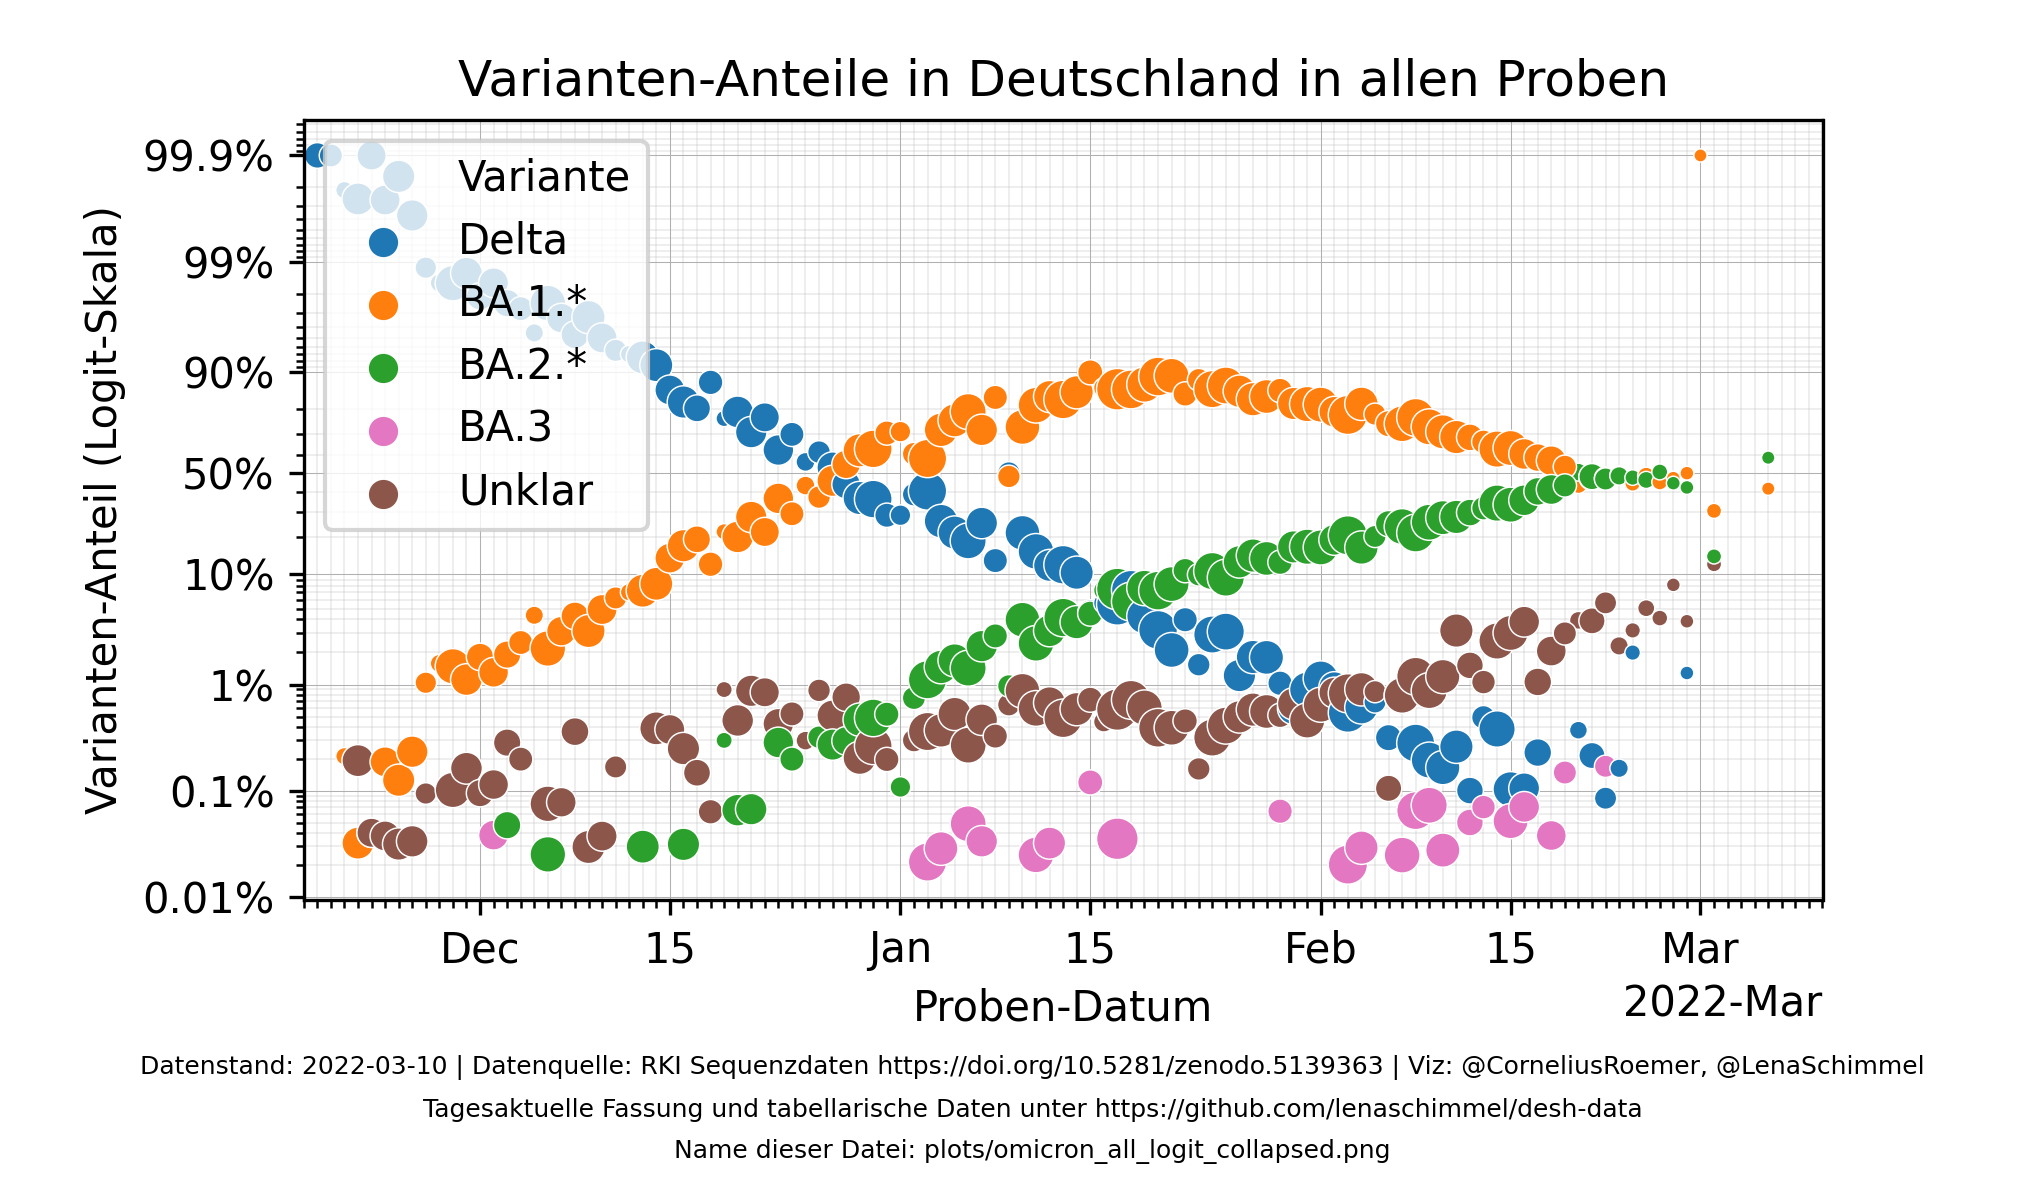 Varianten-Anteile in Deutschland in allen Proben
Varianten-Anteil (Logit-Skala)
99.9%
99%
90%
50%
10%
1%
0.1%
0.01%
Variante
Delta
BA.1.*
BA.2.*
BA.3
Unklar
Dec
15
Jan
15
Feb
15
Mar
Proben-Datum
2022-Mar
Datenstand: 2022-03-10 | Datenquelle: RKI Sequenzdaten https://doi.org/10.5281/zenodo.5139363 | Viz: @CorneliusRoemer, @LenaSchimmel
Tagesaktuelle Fassung und tabellarische Daten unter https://github.com/lenaschimmel/desh-data
Name dieser Datei: plots/omicron_all_logit_collapsed.png